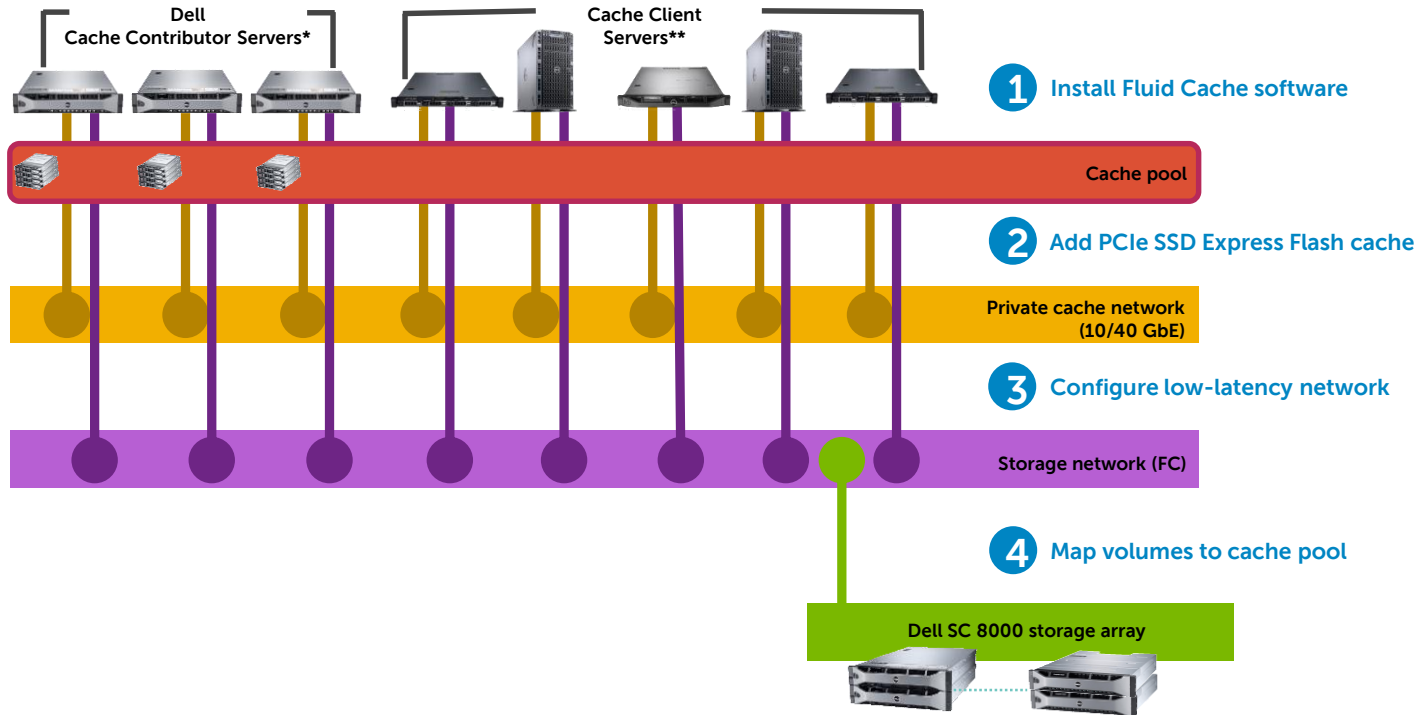 Dell
Cache Contributor Servers*
Cache Client
Servers**
1 Install Fluid Cache software
Cache pool
2 Add PCIe SSD Express Flash cache
Private cache network
(10/40 GbE)
3 Configure low-latency network
Storage network (FC)
4 Map volumes to cache pool
Dell SC 8000 storage array